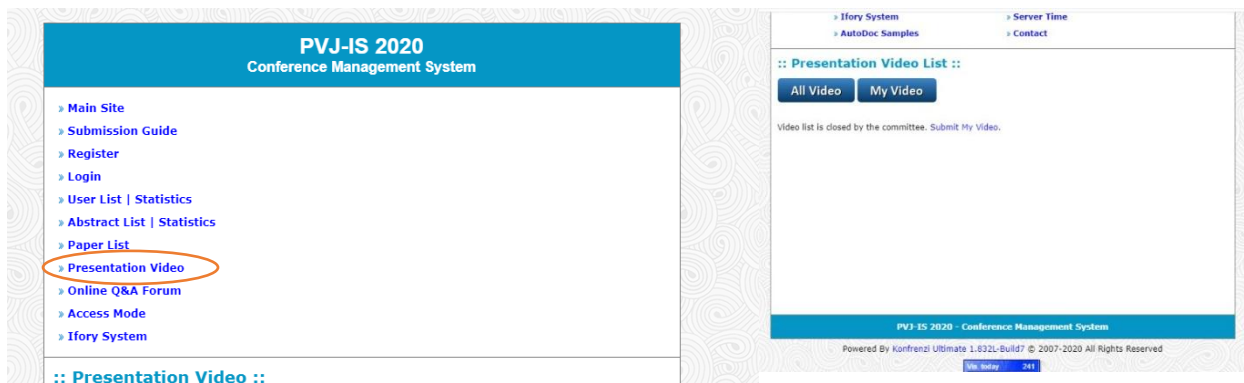 PVJ-IS 2020
Conference Management System
» Main Site
» Submission Guide
» Register
» Login
» User List | Statistics
» Abstract List | Statistics
» Paper List
» Presentation Video
» Online Q&A Forum
» Access Mode
» Ifory System
:: Presentation Video ::
» Ifory System » Server Time
» AutoDoc Samples » Contact
:: Presentation Video List ::
All Video My Video
Video list is closed by the committee. Submit My Video.
PVJ-IS 2020 - Conference Management System
Powered By Konfrenzi Ultimate 1.832L-Build7 © 2007-2020 All Rights Reserved
Vis. today 241